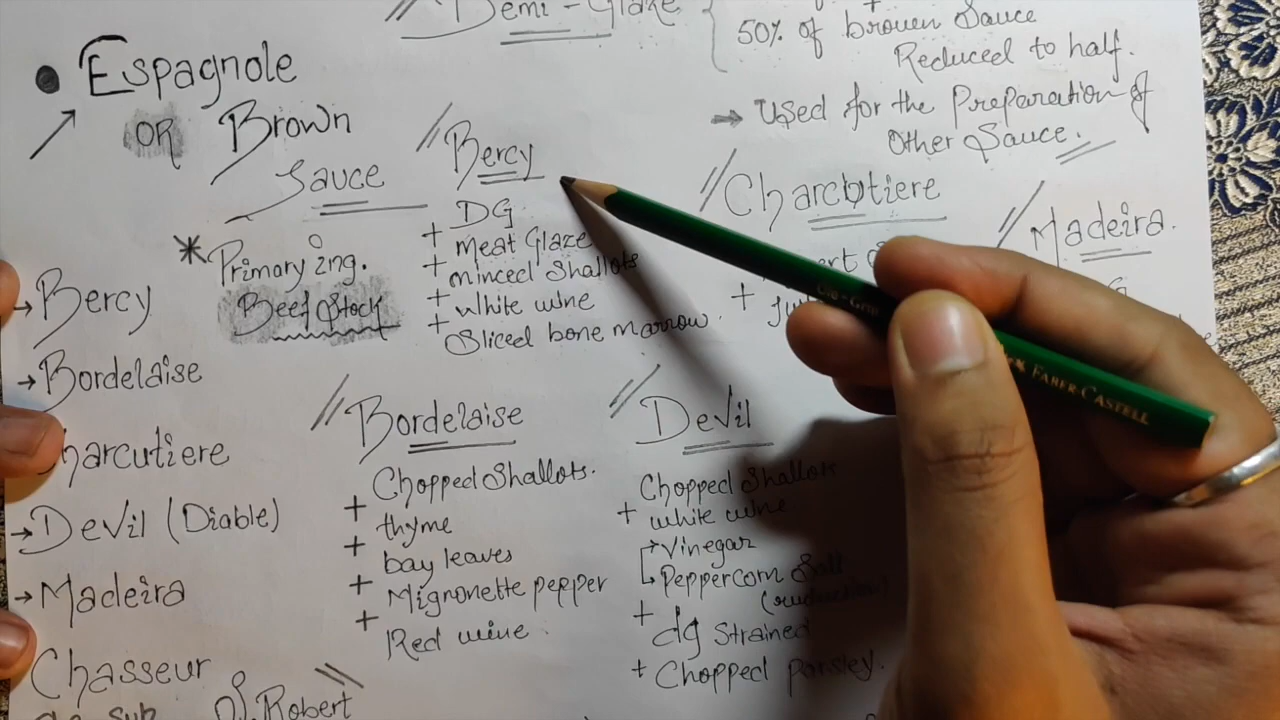 Demi-Glaze
50% of brown Sauce
Reduced to half.
→ Used for the Preparation of
Other Sauce.
• Espagnole
OR Brown
Sauce
* Primary ing.
Beef Stock
→ Bercy
→ Bordelaise
Charcutiere
→ Devil (Diable)
→ Madeira
Chasseur
Robert
Bercy
DG
+ meat Glaze
+ minced Shallots
+ White wine
+ Sliced bone marrow.
Charcutiere
+
Madeira.
Bordelaise
Chopped Shallots.
+ thyme
+ bay leaves
+ Mignonette pepper
+ Red wine.
Devil
Chopped Shallots
+ white wine
→ Vinegar
→ Peppercorn Salt
+ dg Strained
+ Chopped Parsley.
FABER-CASTELL